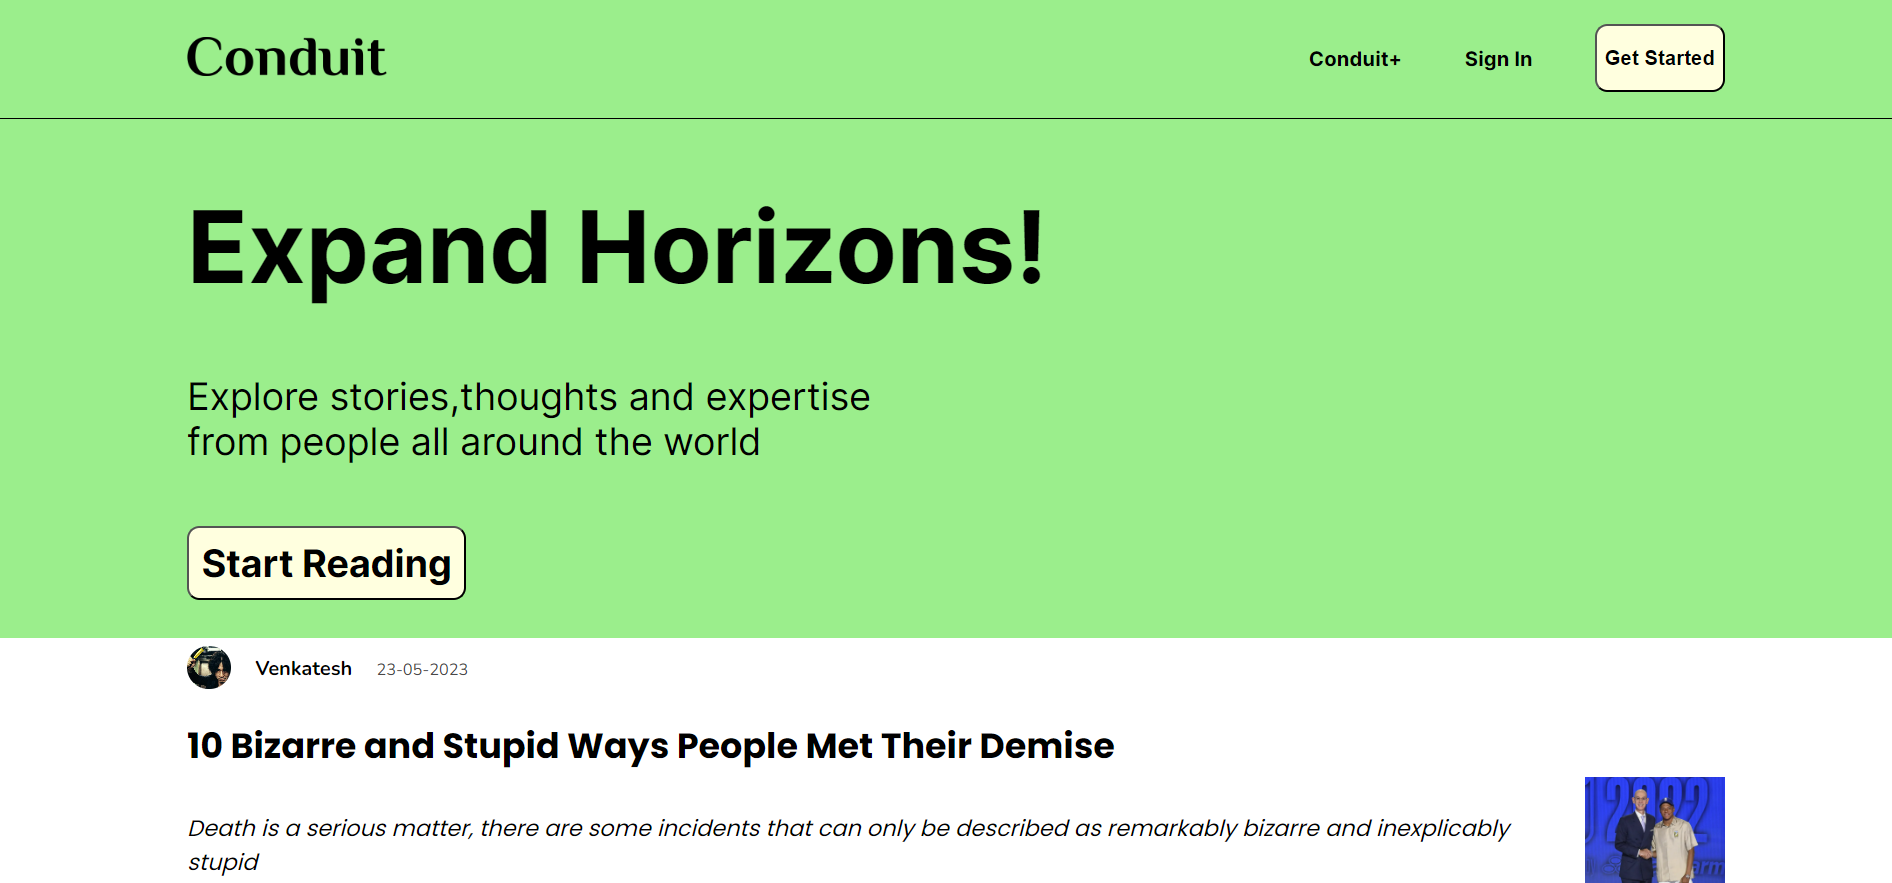 Conduit
Conduit+
Sign In
Get Started
Expand Horizons!
Explore stories,thoughts and expertise
from people all around the world
Start Reading
Venkatesh 23-05-2023
10 Bizarre and Stupid Ways People Met Their Demise
Death is a serious matter, there are some incidents that can only be described as remarkably bizarre and inexplicably
stupid
2022